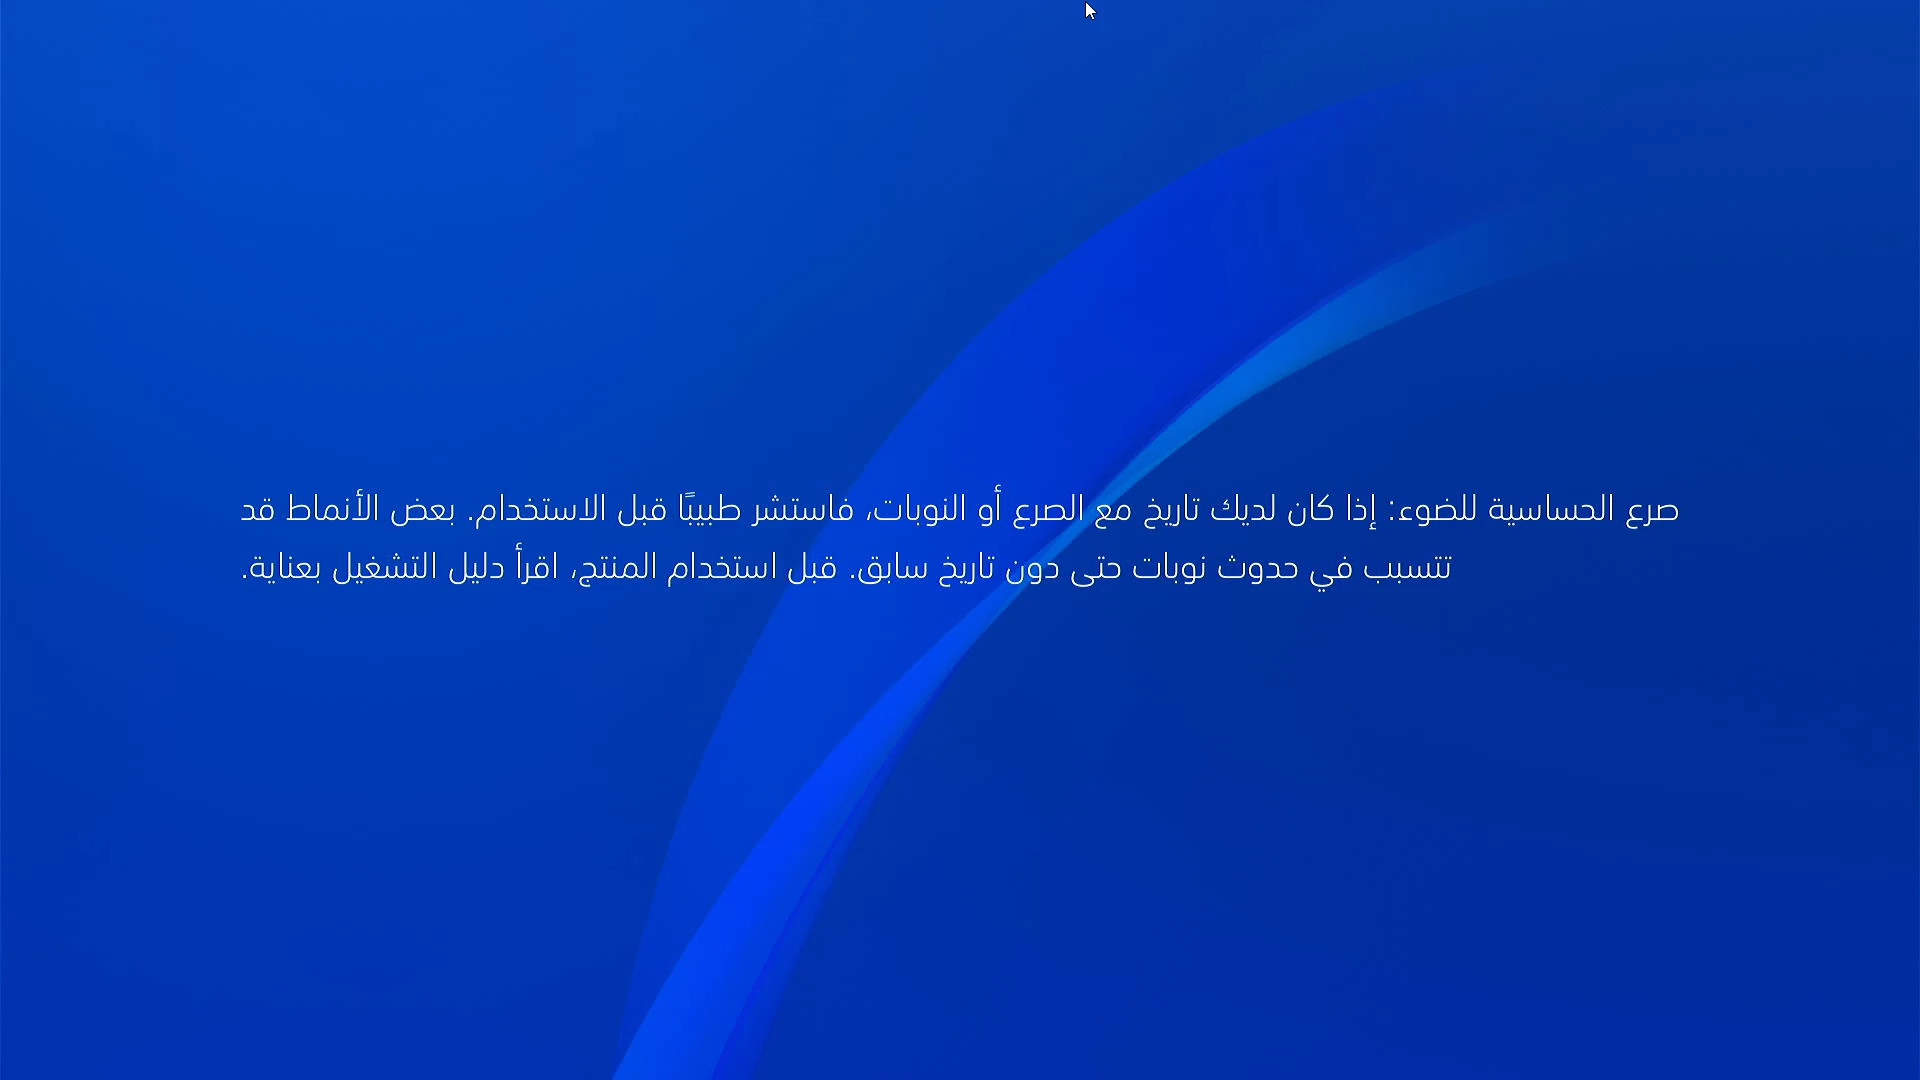 صرع الحساسية للضوء: إذا كان لديك تاريخ مع الصرع أو النوبات، فاستشر طبيبًا قبل الاستخدام. بعض الأنماط قد
تتسبب في حدوث نوبات حتى دون تاريخ سابق. قبل استخدام المنتج، اقرأ دليل التشغيل بعناية.